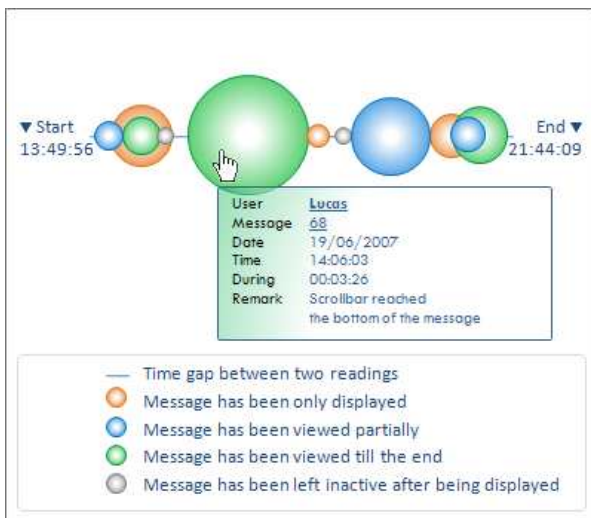 ▼ Start
13:49:56
End ▼
21:44:09
User Lucas
Message 68
Date 19/06/2007
Time 14:06:03
During 00:03:26
Remark Scrollbar reached
the bottom of the message
Time gap between two readings
Message has been only displayed
Message has been viewed partially
Message has been viewed till the end
Message has been left inactive after being displayed